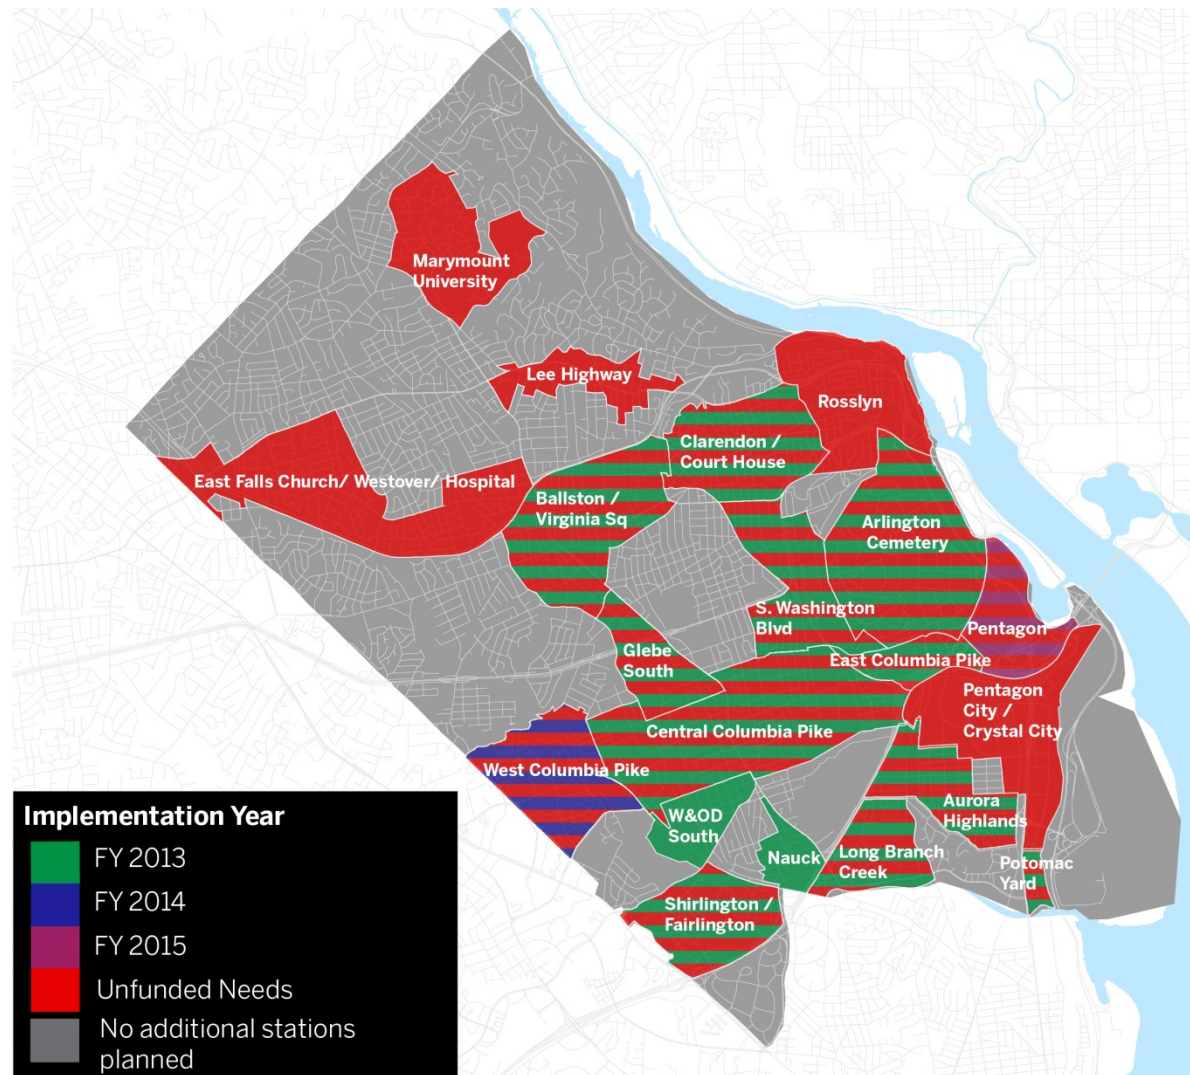 Marymount
University
Lee Highway
Rosslyn
Clarendon /
Court House
East Falls Church/ Westover/ Hospital
Ballston /
Virginia Sq
Arlington
Cemetery
S. Washington
Blvd
Pentagon
Glebe
South
East Columbia Pike
Pentagon
City /
Crystal City
Central Columbia Pike
West Columbia Pike
Aurora
Highlands
W&OD
South
Nauck
Long Branch
Creek
Potomac
Yard
Shirlington /
Fairlington
Implementation Year
FY 2013
FY 2014
FY 2015
Unfunded Needs
No additional stations
planned